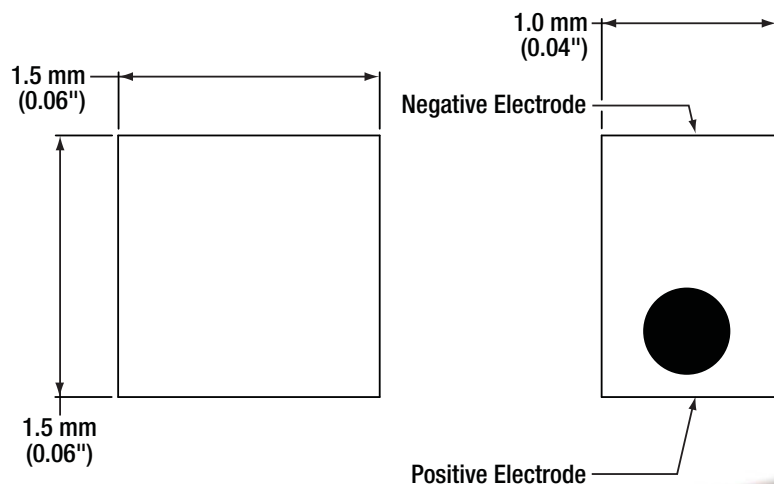 1.0 mm
(0.04")
1.5 mm
(0.06")
Negative Electrode
1.5 mm
(0.06")
Positive Electrode